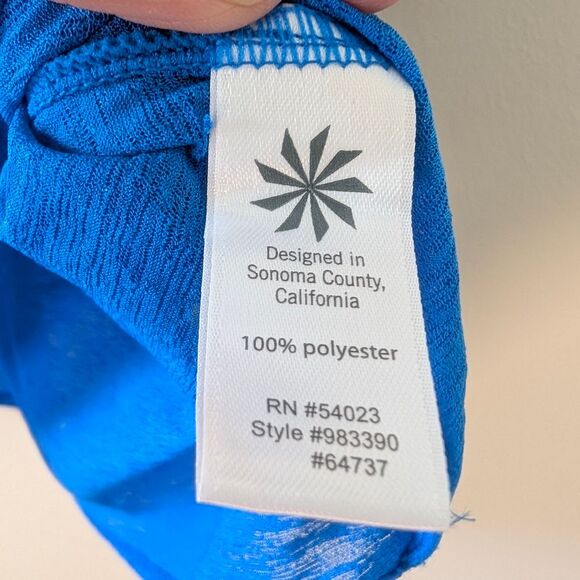 Designed in
Sonoma County,
California
100% polyester
RN #54023
Style #983390
#64737